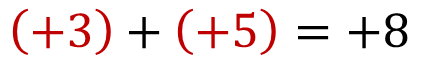 (+3) + (+5) = +8